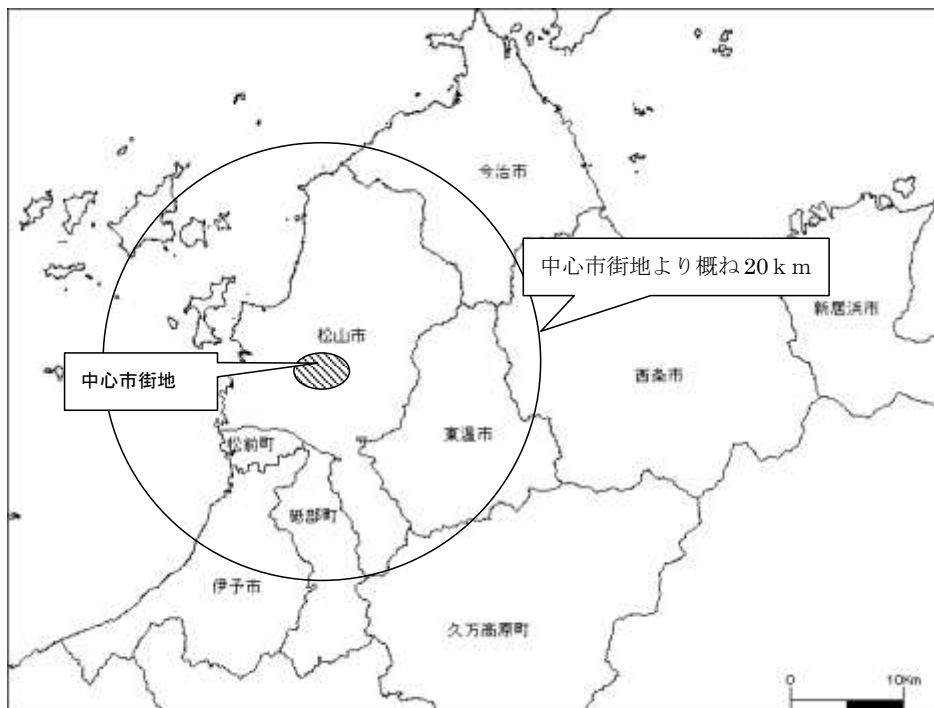 今治市
中心市街地より概ね20km
新居浜市
松山市
中心市街地
西条市
東温市
松前町
砥部町
伊予市
久万高原町
0 10Km